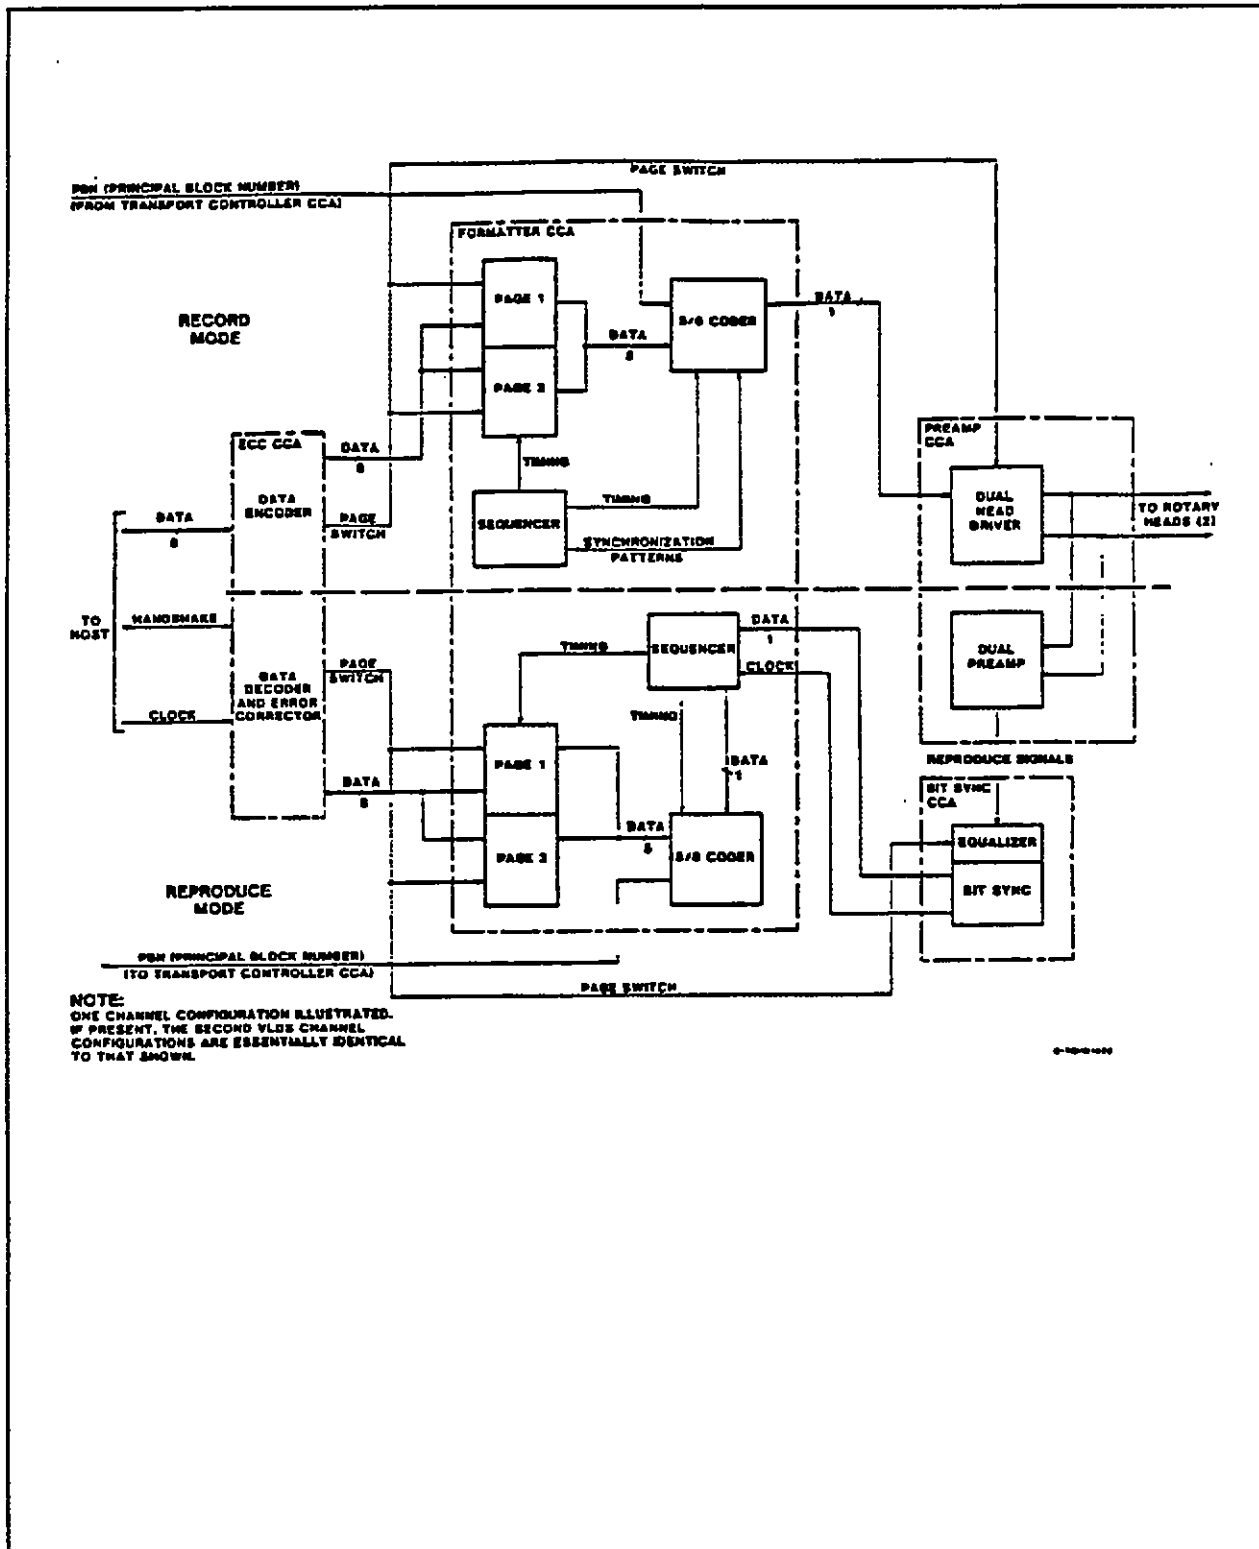 PAGE SWITCH
PBN (PRINCIPAL BLOCK NUMBER)
(FROM TRANSPORT CONTROLLER CCA)
FORMATTER CCA
RECORD
MODE
PAGE 1
PAGE 2
DATA
8
5/6 CODER
DATA
1
TIMING
SEQUENCER
TIMING
SYNCHRONIZATION
PATTERNS
ECC CCA
DATA
ENCODER
DATA
8
PAGE
SWITCH
DATA
8
PREAMP
CCA
DUAL
HEAD
DRIVER
TO ROTARY
HEADS (2)
TO
HOST
HANDSHAKE
CLOCK
DATA
DECODER
AND ERROR
CORRECTOR
PAGE
SWITCH
DATA
8
TIMING
SEQUENCER
DATA
1
CLOCK
TIMING
DATA
1
PAGE 1
PAGE 2
DATA
CODER
DUAL
PREAMP
REPRODUCE SIGNALS
BIT SYNC
CCA
EQUALIZER
BIT SYNC
REPRODUCE
MODE
PBN (PRINCIPAL BLOCK NUMBER)
(TO TRANSPORT CONTROLLER CCA)
PAGE SWITCH
NOTE:
ONE CHANNEL CONFIGURATION ILLUSTRATED.
IF PRESENT, THE SECOND VLDS CHANNEL
CONFIGURATIONS ARE ESSENTIALLY IDENTICAL
TO THAT SHOWN.